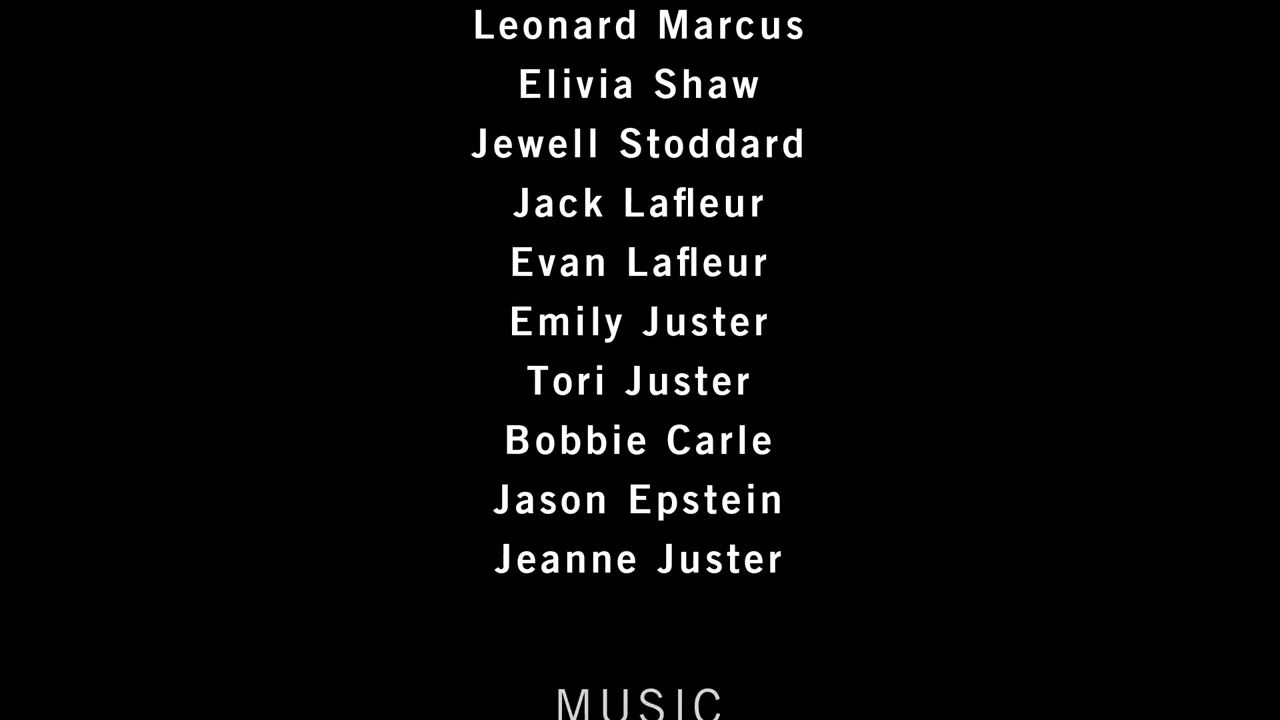 Leonard Marcus
Elivia Shaw
Jewell Stoddard
Jack Lafleur
Evan Lafleur
Emily Juster
Tori Juster
Bobbie Carle
Jason Epstein
Jeanne Juster
MUSIC